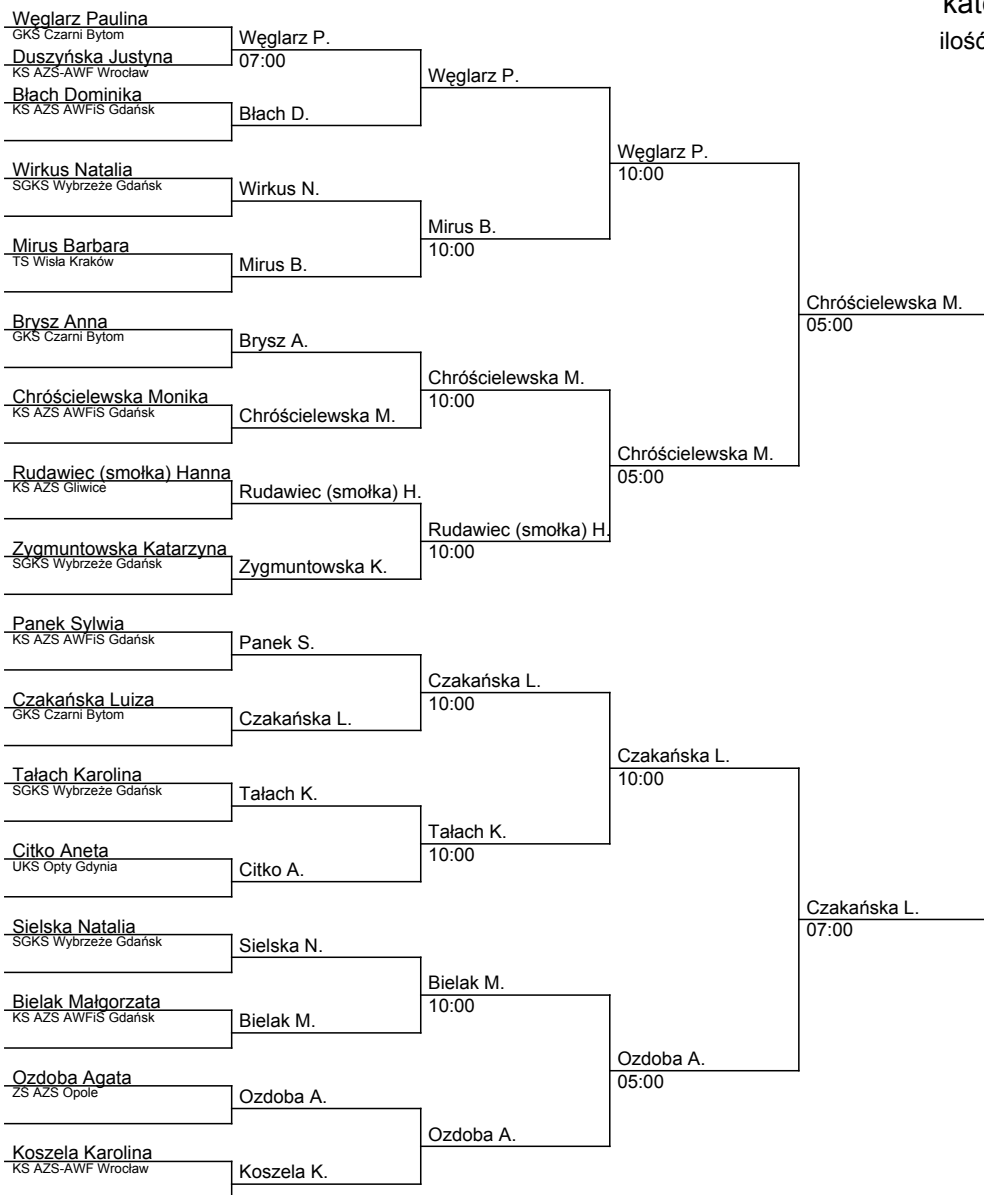 kate
ilość
Węglarz Paulina
GKS Czarni Bytom
Duszyńska Justyna
KS AZS-AWF Wrocław
Błach Dominika
KS AZS AWFiS Gdańsk
Wirkus Natalia
SGKS Wybrzeże Gdańsk
Mirus Barbara
TS Wisła Kraków
Brysz Anna
GKS Czarni Bytom
Chróścielewska Monika
KS AZS AWFiS Gdańsk
Rudawiec (smołka) Hanna
KS AZS Gliwice
Zygmuntowska Katarzyna
SGKS Wybrzeże Gdańsk
Panek Sylwia
KS AZS AWFiS Gdańsk
Czakańska Luiza
GKS Czarni Bytom
Tałach Karolina
SGKS Wybrzeże Gdańsk
Citko Aneta
UKS Opty Gdynia
Sielska Natalia
SGKS Wybrzeże Gdańsk
Bielak Małgorzata
KS AZS AWFiS Gdańsk
Ozdoba Agata
ZS AZS Opole
Koszela Karolina
KS AZS-AWF Wrocław
Węglarz P.
07:00
Błach D.
Wirkus N.
Mirus B.
Brysz A.
Chróścielewska M.
Rudawiec (smołka) H.
Zygmuntowska K.
Panek S.
Czakańska L.
Tałach K.
Citko A.
Sielska N.
Bielak M.
Ozdoba A.
Koszela K.
Węglarz P.
Mirus B.
10:00
Chróścielewska M.
10:00
Rudawiec (smołka) H.
10:00
Czakańska L.
10:00
Tałach K.
10:00
Bielak M.
10:00
Ozdoba A.
Węglarz P.
10:00
Chróścielewska M.
05:00
Czakańska L.
10:00
Ozdoba A.
05:00
Chróścielewska M.
05:00
Czakańska L.
07:00